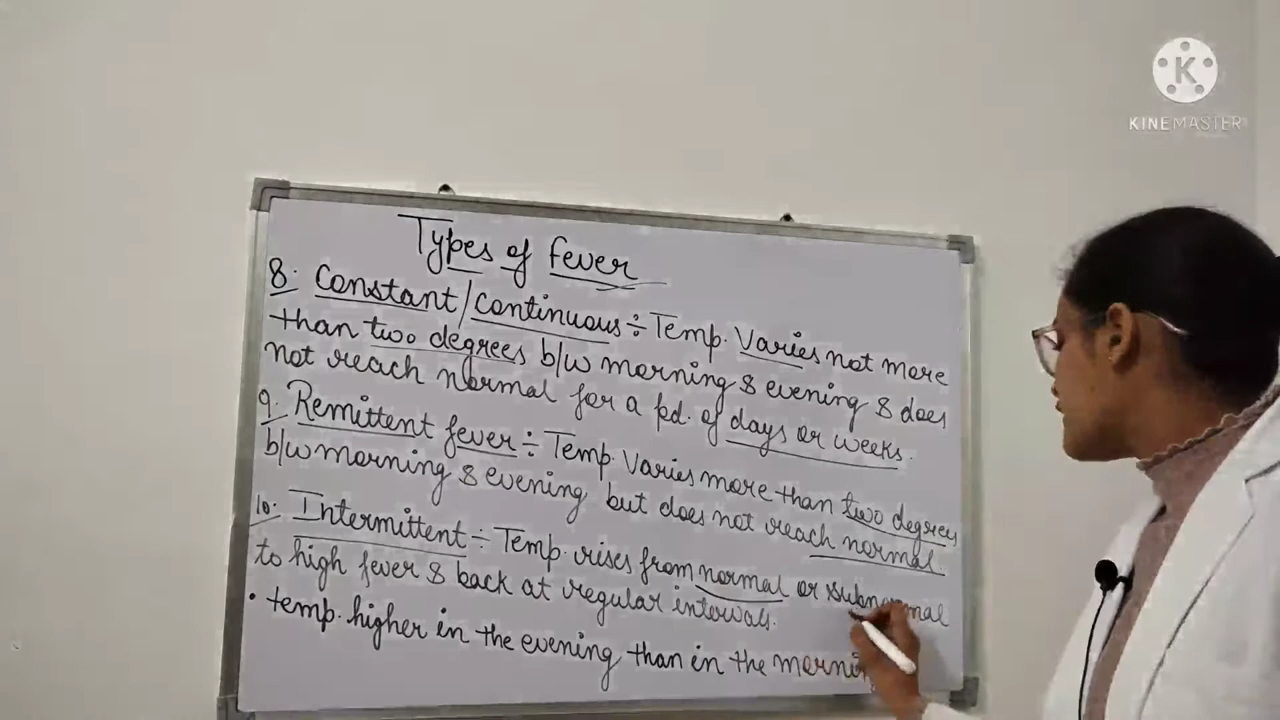 K
KINEMASTER
Types of fever
8. Constant/continuous ÷ Temp. Varies not more
than two degrees b/w morning & evening & does
not reach normal for a pd. of days or weeks.
9. Remittent fever ÷ Temp. Varies more than two degrees
b/w morning & evening but does not reach normal.
10. Intermittent ÷ Temp. rises from normal or subnormal
to high fever & back at regular intervals.
• temp. higher in the evening than in the